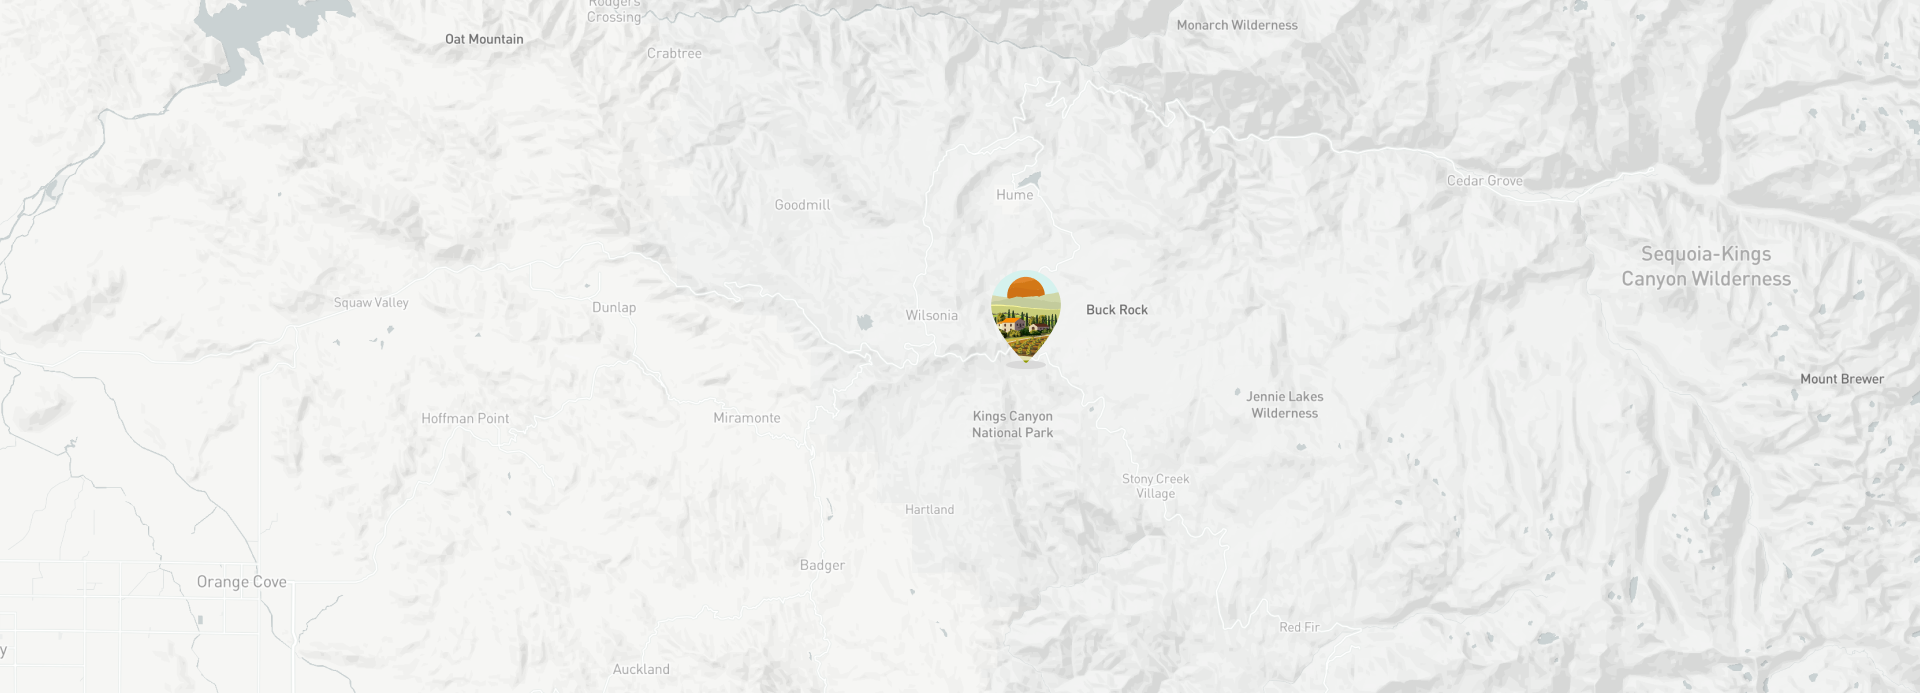 Rodgers
Crossing
Oat Mountain
Crabtree
Monarch Wilderness
Cedar Grove
Hume
Goodmill
Sequoia-Kings
Canyon Wilderness
Squaw Valley
Dunlap
Wilsonia
Buck Rock
Mount Brewer
Jennie Lakes
Wilderness
Hoffman Point
Miramonte
Kings Canyon
National Park
Stony Creek
Village
Hartland
Badger
Orange Cove
Red Fir
y
Auckland